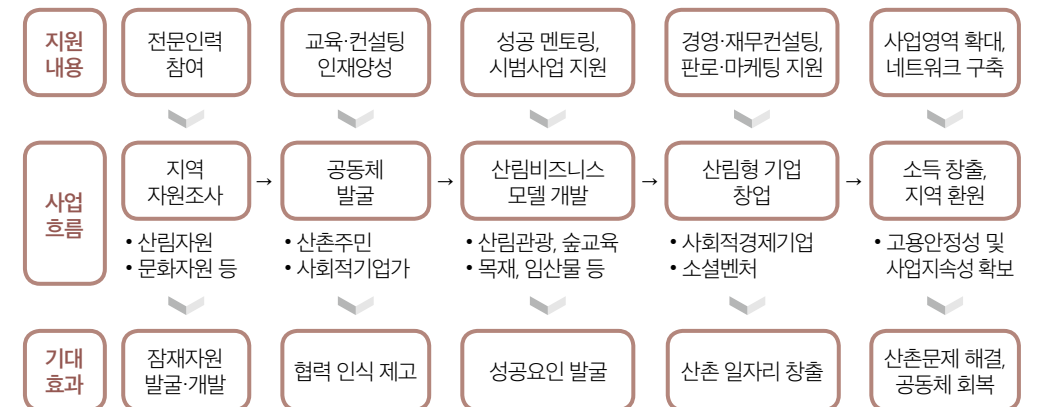 지원
내용
전문인력
참여
교육·컨설팅
인재양성
성공 멘토링,
시범사업 지원
경영·재무컨설팅,
판로·마케팅 지원
사업영역 확대,
네트워크 구축
사업
흐름
지역
자원조사
→
공동체
발굴
→
산림비즈니스
모델 개발
→
산림형 기업
창업
→
소득 창출,
지역 환원
• 산림자원
• 문화자원 등
• 산촌주민
• 사회적기업가
• 산림관광, 숲교육
• 목재, 임산물 등
• 사회적경제기업
• 소셜벤처
• 고용안정성 및
사업지속성 확보
기대
효과
잠재자원
발굴·개발
협력 인식 제고
성공요인 발굴
산촌 일자리 창출
산촌문제 해결,
공동체 회복